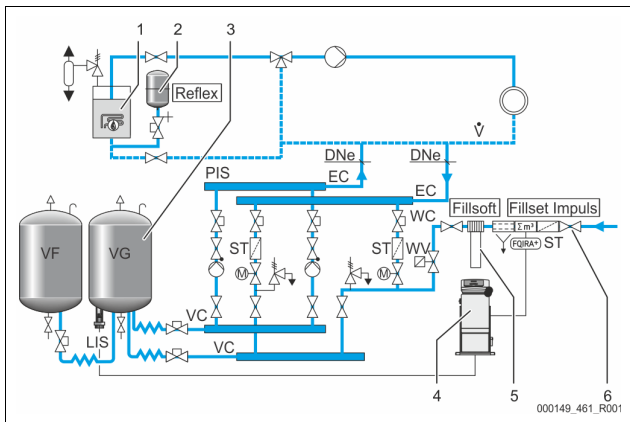 1
2
3
Reflex
V̇
DNe
DNe
PIS
EC
EC
WC
Fillsoft
Fillset Impuls
VF
VG
ST
ST
WV
Σm³
ST
FQIRA+
M
M
VC
VC
LIS
4
5
6
000149_461_R001